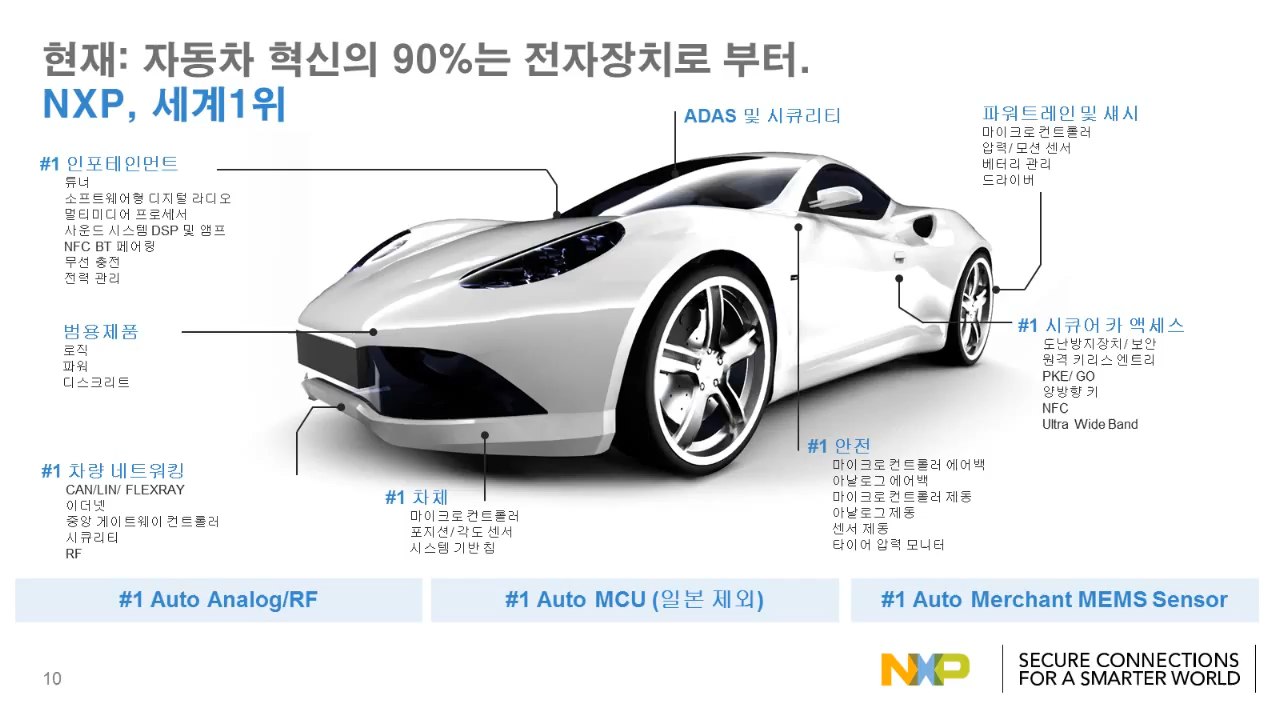 현재: 자동차 혁신의 90%는 전자장치로 부터.
NXP, 세계1위
ADAS 및 시큐리티
파워트레인 및 섀시
마이크로 컨트롤러
압력/ 모션 센서
베터리 관리
드라이버
#1 인포테인먼트
튜너
소프트웨어형 디지털 라디오
멀티미디어 프로세서
사운드 시스템 DSP 및 앰프
NFC BT 페어링
무선 충전
전력 관리
범용제품
로직
파워
디스크리트
#1 시큐어 카 액세스
도난방지장치/ 보안
원격 키리스 엔트리
PKE/ GO
양방향 키
NFC
Ultra Wide Band
#1 차량 네트워킹
CAN/LIN/ FLEXRAY
이더넷
중앙 게이트웨이 컨트롤러
시큐리티
RF
#1 차체
마이크로 컨트롤러
포지션/ 각도 센서
시스템 기반 칩
#1 안전
마이크로 컨트롤러 에어백
아날로그 에어백
마이크로 컨트롤러 제동
아날로그 제동
센서 제동
타이어 압력 모니터
#1 Auto Analog/RF
#1 Auto MCU (일본 제외)
#1 Auto Merchant MEMS Sensor
10
NXP
SECURE CONNECTIONS
FOR A SMARTER WORLD